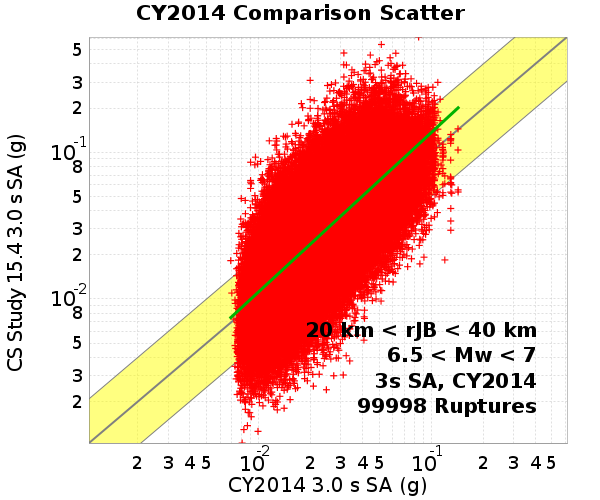 CY2014 Comparison Scatter
CS Study 15.4 3.0 s SA (g)
5
3
2
10-1
8
5
3
2
10-2
8
5
3
2
20 km < rJB < 40 km
6.5 < Mw < 7
3s SA, CY2014
99998 Ruptures
2 3 4 5 10-2 2 3 4 5 10-1 2 3 4 5
CY2014 3.0 s SA (g)